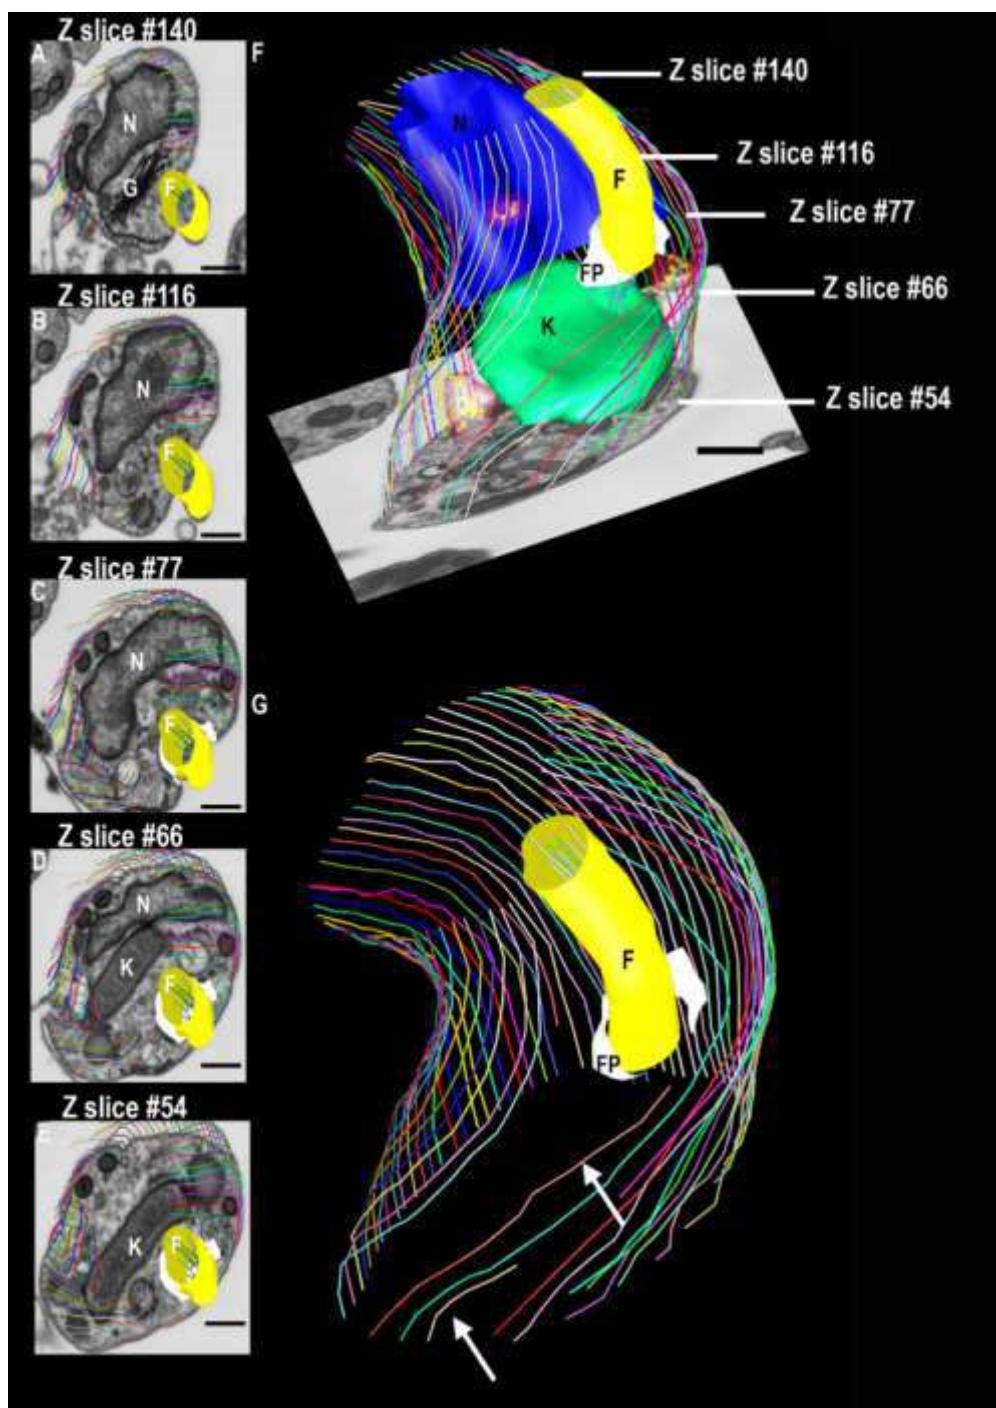 Z slice #140
A
N
G
F
Z slice #116
B
N
F
Z slice #77
C
N
F
Z slice #66
D
N
K
F
Z slice #54
E
K
F
F
Z slice #140
N
Z slice #116
F
Z slice #77
FP
Z slice #66
K
Z slice #54
G
F
FP